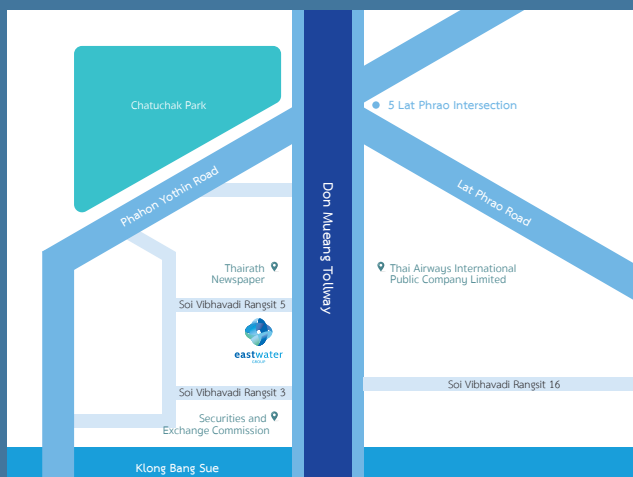 Chatuchak Park
5 Lat Phrao Intersection
Phahon Yothin Road
Don Mueang Tollway
Lat Phrao Road
Thairath
Newspaper
Thai Airways International
Public Company Limited
Soi Vibhavadi Rangsit 5
eastwater
GROUP
Soi Vibhavadi Rangsit 16
Soi Vibhavadi Rangsit 3
Securities and
Exchange Commission
Klong Bang Sue